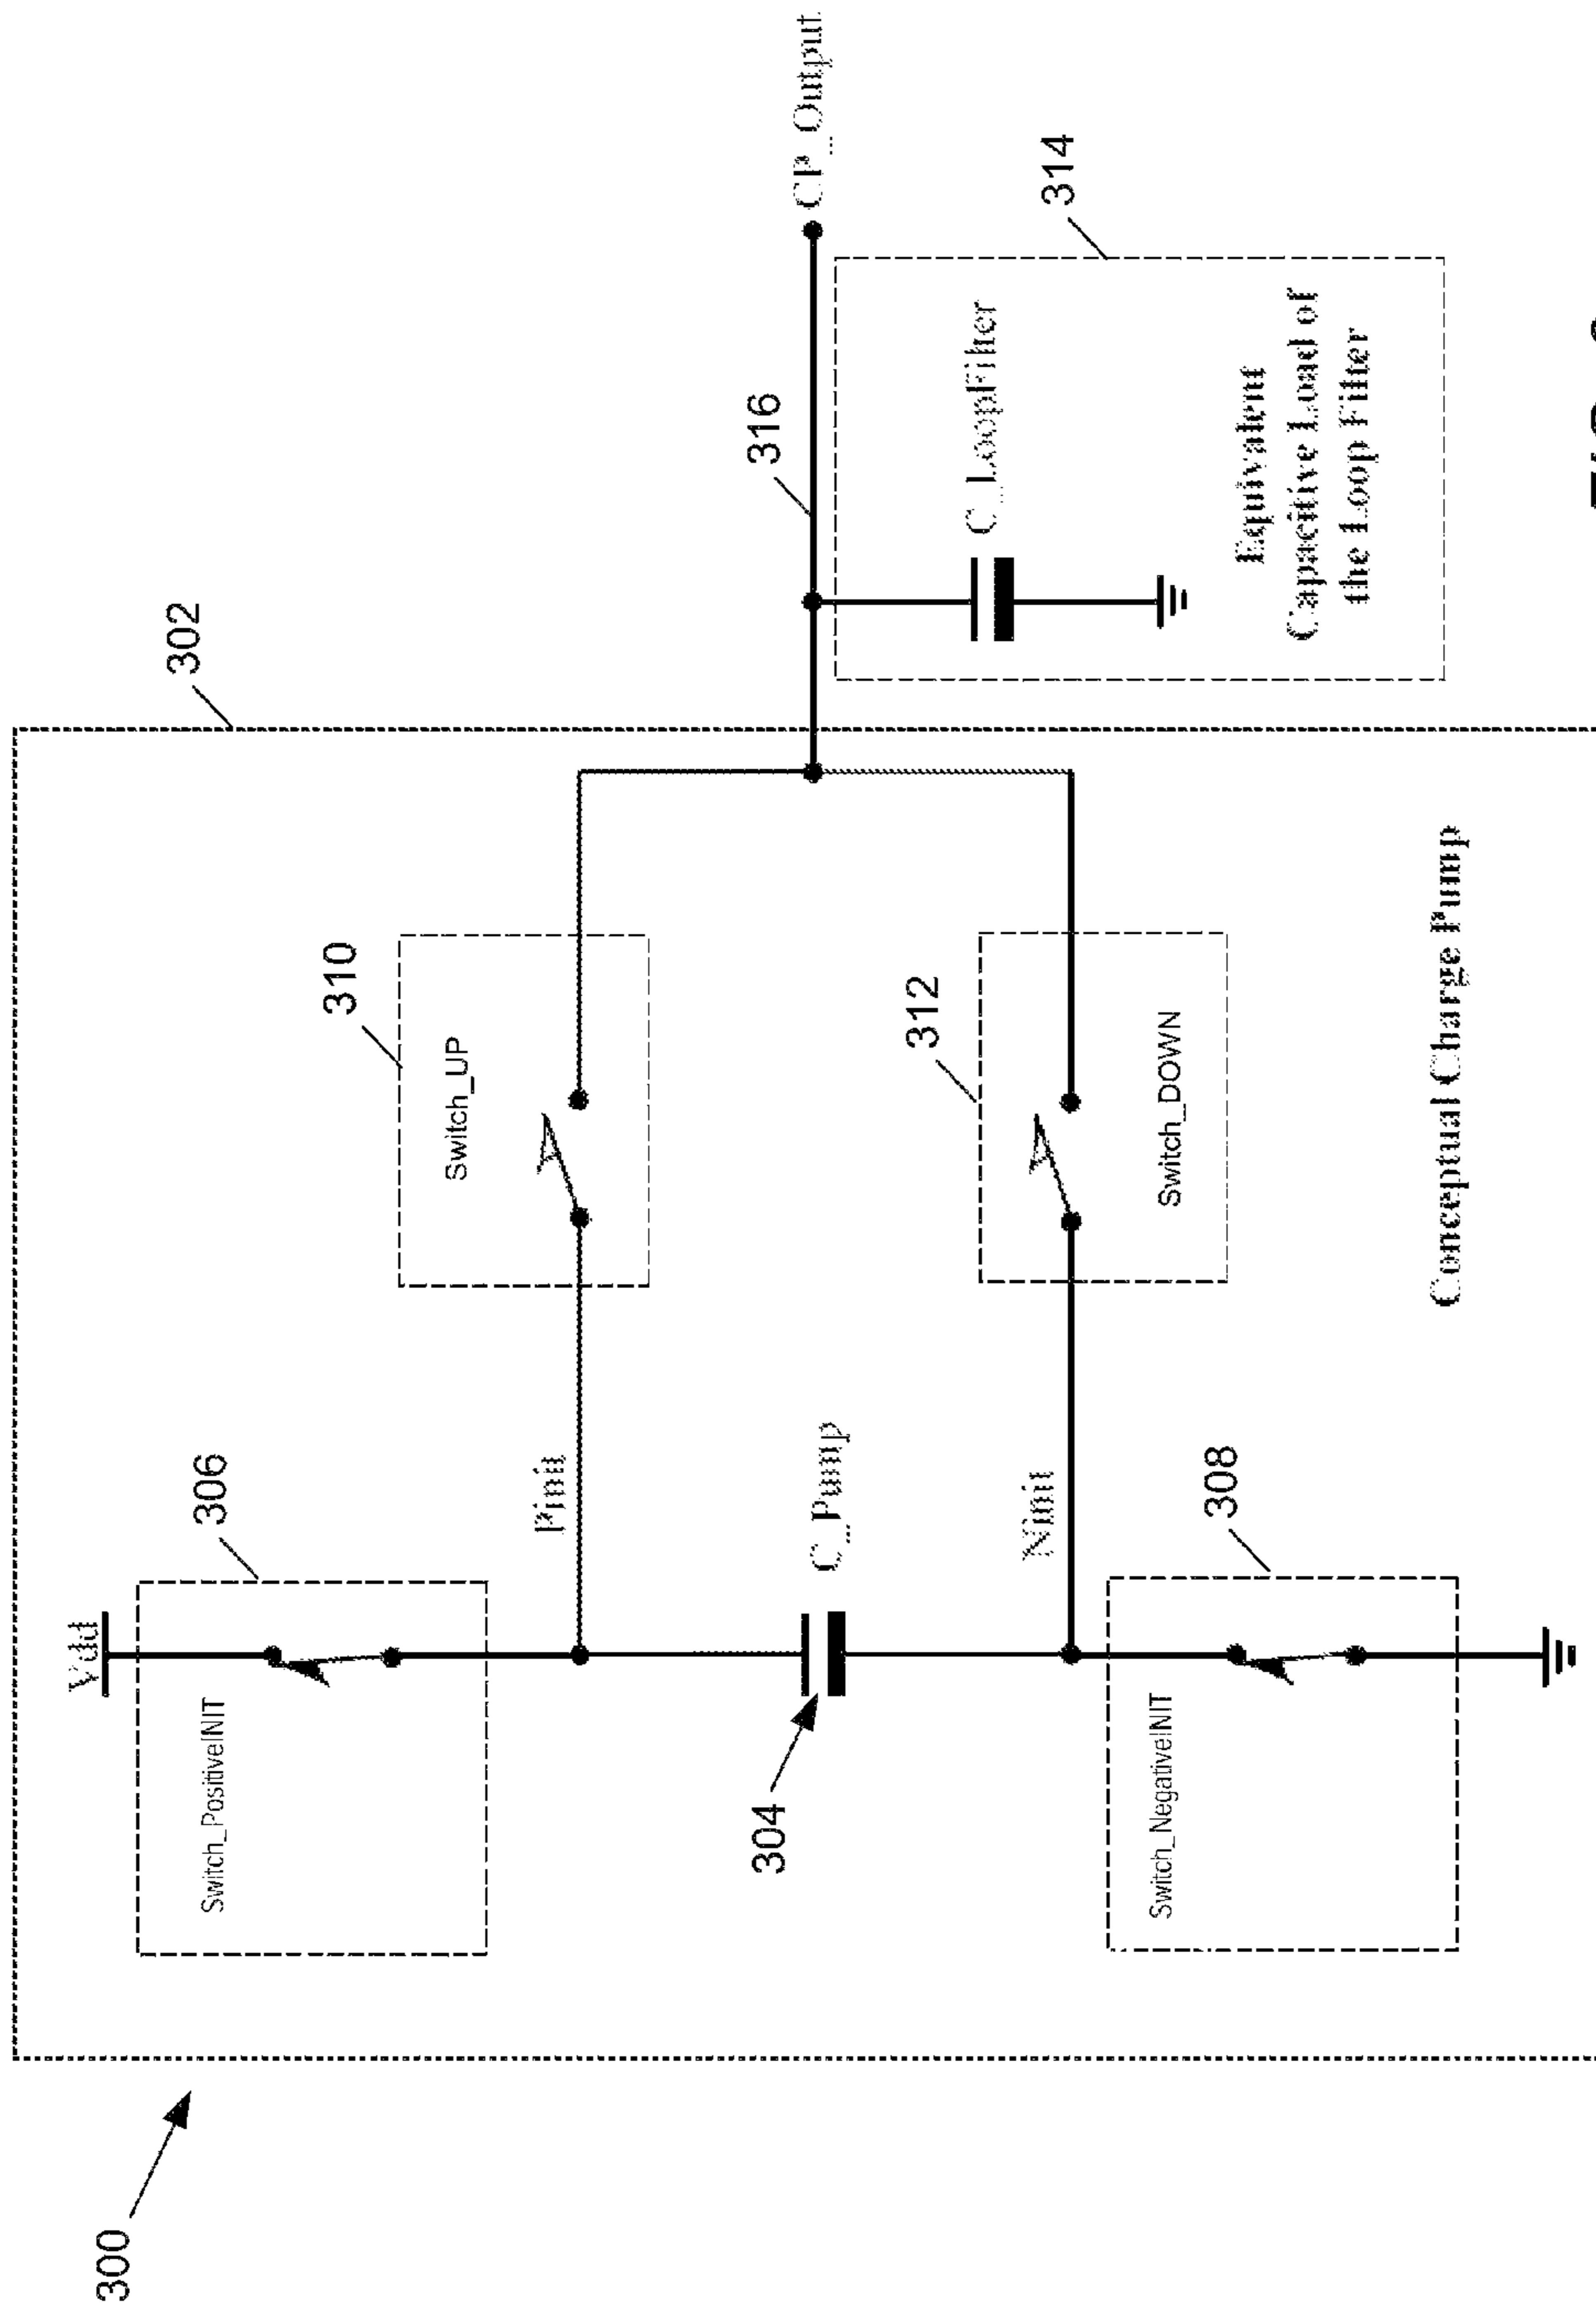 300
302
Vdd
306
Switch_PositiveINIT
Pinit
310
Switch_UP
304
C_Pump
316
CP_Output
Ninit
312
Switch_DOWN
308
Switch_NegativeINIT
Conceptual Charge Pump
314
C_LoopFilter
Equivalent
Capacitive Load of
the Loop Filter